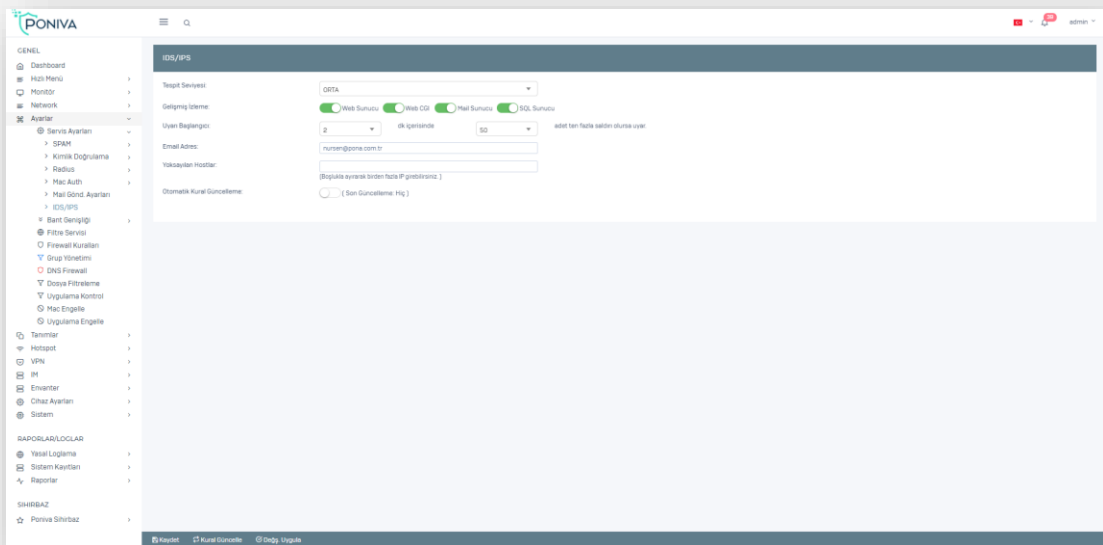 PONIVA
38
admin
GENEL
Dashboard
Hızlı Menü
Monitör
Network
Ayarlar
Servis Ayarları
SPAM
Kimlik Doğrulama
Radius
Mac Auth
Mail Gönd. Ayarları
IDS/IPS
Bant Genişliği
Filtre Servisi
Firewall Kuralları
Grup Yönetimi
DNS Firewall
Dosya Filtreleme
Uygulama Kontrol
Mac Engelle
Uygulama Engelle
Tanımlar
Hotspot
VPN
IM
Envanter
Cihaz Ayarları
Sistem
RAPORLAR/LOGLAR
Yasal Loglama
Sistem Kayıtları
Raporlar
SIHIRBAZ
Poniva Sihirbaz
IDS/IPS
Tespit Seviyesi:
ORTA
Gelişmiş İzleme:
Web Sunucu Web CGI Mail Sunucu SQL Sunucu
Uyarı Başlangıcı:
2 dk içerisinde 50 adet ten fazla saldırı olursa uyar
Email Adres:
nursen@poria.com.tr
Yoksayılan Hostlar:
(Boşlukla ayırarak birden fazla IP girebilirsiniz. )
Otomatik Kural Güncelleme:
( Son Güncelleme: Hiç )
Kaydet Kural Güncelle Değş. Uygula